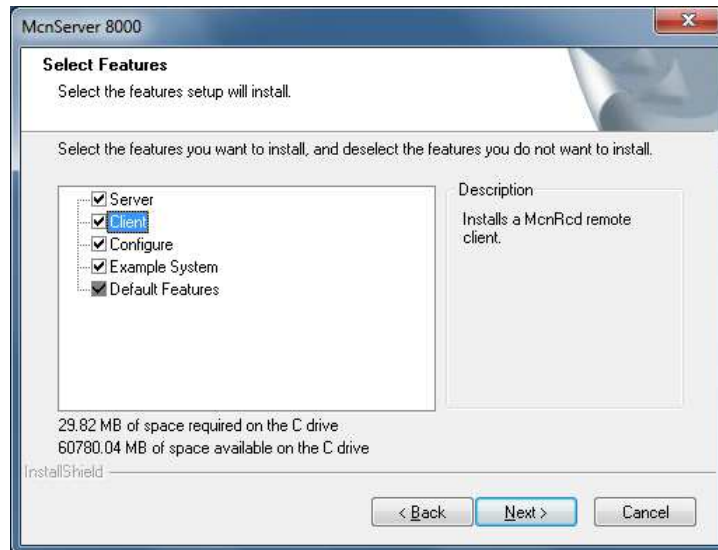 McnServer 8000
Select Features
Select the features setup will install.
Select the features you want to install, and deselect the features you do not want to install.
Server
Client
Configure
Example System
Default Features
Description
Installs a McnRcd remote
client.
29.82 MB of space required on the C drive
60780.04 MB of space available on the C drive
InstallShield
< Back
Next >
Cancel